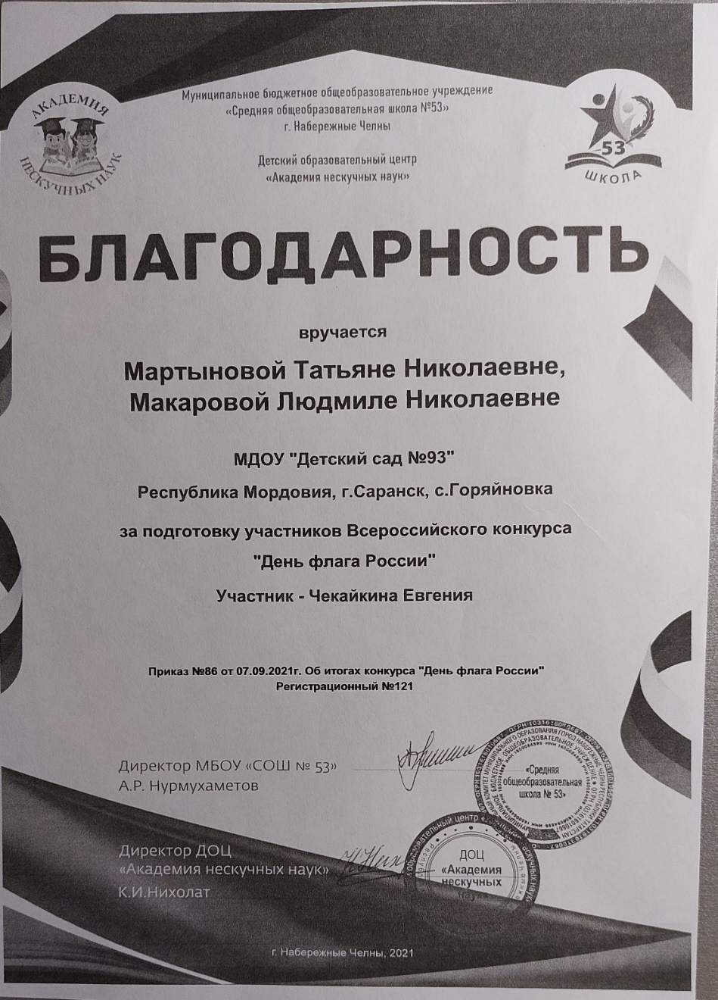 Муниципальное бюджетное общеобразовательное учреждение
«Средняя общеобразовательная школа №53»
г. Набережные Челны
Детский образовательный центр
«Академия нескучных наук»
АКАДЕМИЯ
НЕСКУЧНЫХ НАУК
53
ШКОЛА
БЛАГОДАРНОСТЬ
вручается
Мартыновой Татьяне Николаевне,
Макаровой Людмиле Николаевне
МДОУ "Детский сад №93"
Республика Мордовия, г.Саранск, с.Горяйновка
за подготовку участников Всероссийского конкурса
"День флага России"
Участник - Чекайкина Евгения
Приказ №86 от 07.09.2021г. Об итогах конкурса "День флага России"
Регистрационный №121
Директор МБОУ «СОШ № 53»
А.Р. Нурмухаметов
«Средняя
общеобразовательная
школа № 53»
Директор ДОЦ
«Академия нескучных наук»
К.И.Нихолат
ДОЦ
«Академия
нескучных
наук»
г. Набережные Челны, 2021